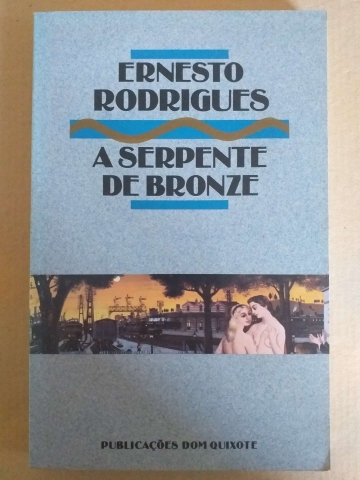 ERNESTO
RODRIGUES
A SERPENTE
DE BRONZE
PUBLICAÇÕES DOM QUIXOTE